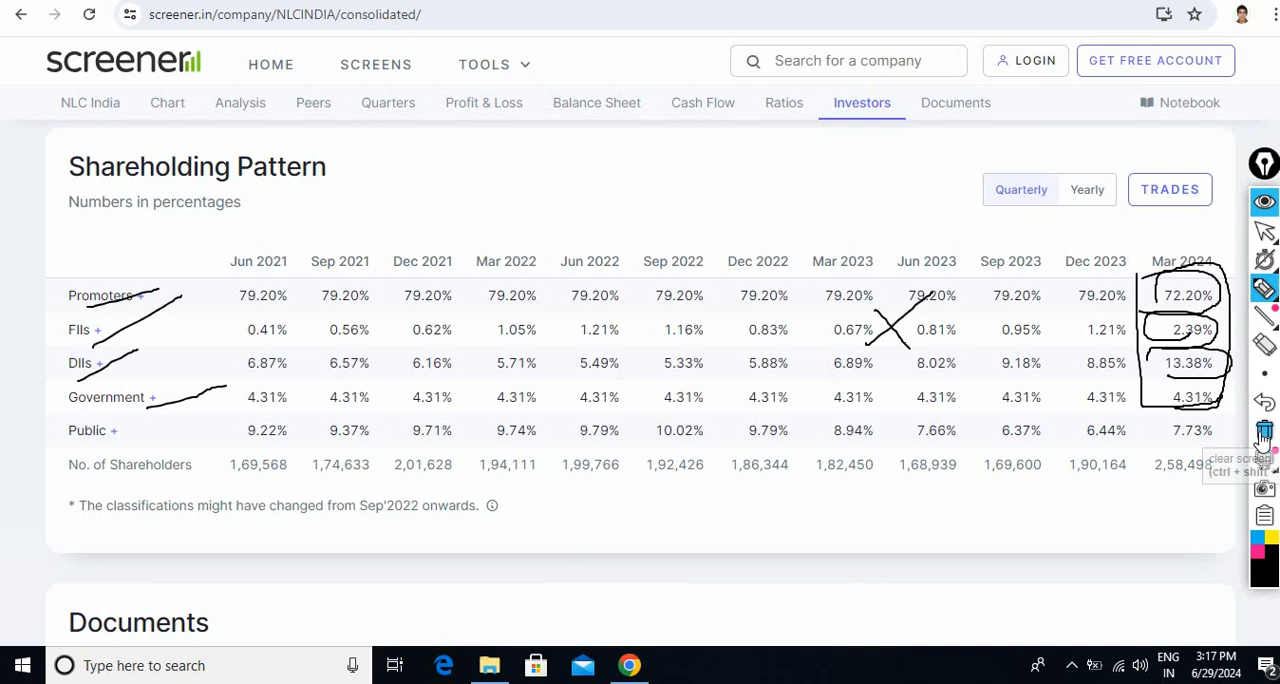 screener.in/company/NLCINDIA/consolidated/
screener HOME SCREENS TOOLS Search for a company LOGIN GET FREE ACCOUNT
NLC India Chart Analysis Peers Quarters Profit & Loss Balance Sheet Cash Flow Ratios Investors Documents Notebook
Shareholding Pattern
Numbers in percentages
Quarterly Yearly TRADES
Jun 2021 Sep 2021 Dec 2021 Mar 2022 Jun 2022 Sep 2022 Dec 2022 Mar 2023 Jun 2023 Sep 2023 Dec 2023 Mar 2024
Promoters + 79.20% 79.20% 79.20% 79.20% 79.20% 79.20% 79.20% 79.20% 79.20% 79.20% 79.20% 72.20%
FIIs + 0.41% 0.56% 0.62% 1.05% 1.21% 1.16% 0.83% 0.67% 0.81% 0.95% 1.21% 2.39%
DIIs + 6.87% 6.57% 6.16% 5.71% 5.49% 5.33% 5.88% 6.89% 8.02% 9.18% 8.85% 13.38%
Government + 4.31% 4.31% 4.31% 4.31% 4.31% 4.31% 4.31% 4.31% 4.31% 4.31% 4.31% 4.31%
Public + 9.22% 9.37% 9.71% 9.74% 9.79% 10.02% 9.79% 8.94% 7.66% 6.37% 6.44% 7.73%
No. of Shareholders 1,69,568 1,74,633 2,01,628 1,94,111 1,99,766 1,92,426 1,86,344 1,82,450 1,68,939 1,69,600 1,90,164 2,58,498
clear screen
(ctrl + shift
* The classifications might have changed from Sep'2022 onwards.
Documents
Type here to search
ENG
IN
3:17 PM
6/29/2024
2